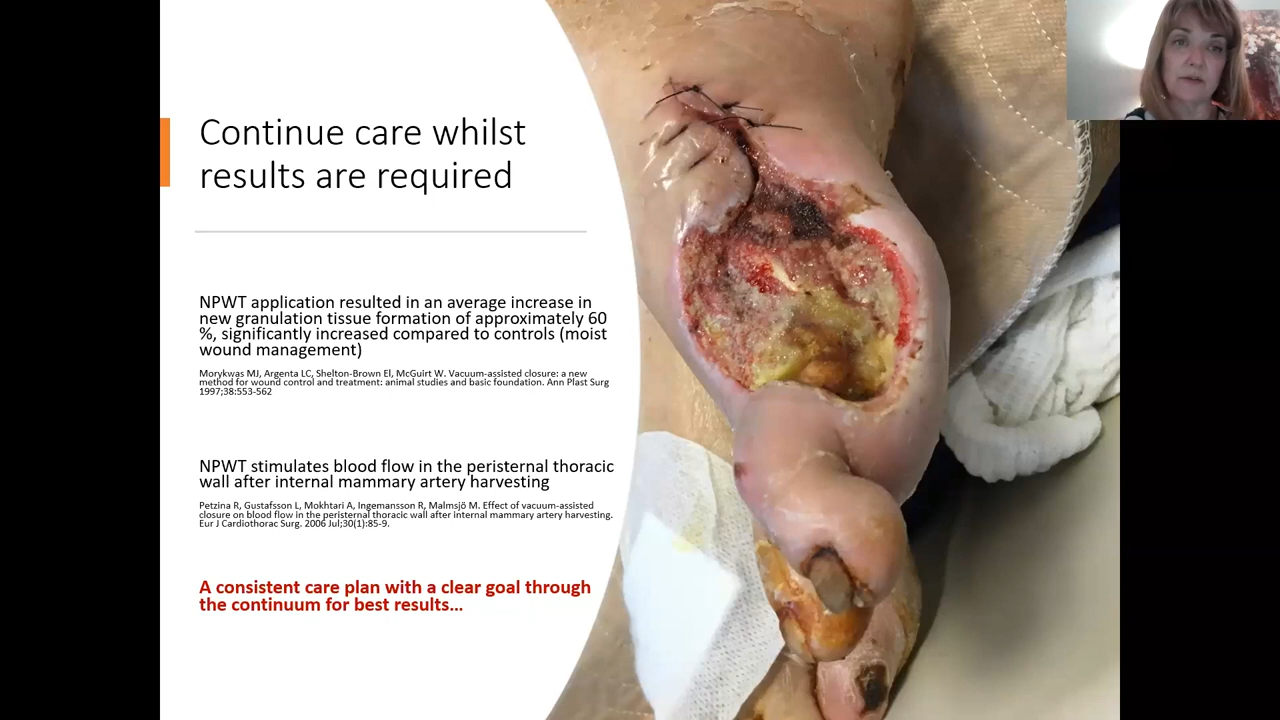 Continue care whilst
results are required
NPWT application resulted in an average increase in
new granulation tissue formation of approximately 60
%, significantly increased compared to controls (moist
wound management)
Morykwas MJ, Argenta LC, Shelton-Brown EI, McGuirt W. Vacuum-assisted closure: a new
method for wound control and treatment: animal studies and basic foundation. Ann Plast Surg
1997;38:553-562
NPWT stimulates blood flow in the peristernal thoracic
wall after internal mammary artery harvesting
Petzina R, Gustafsson L, Mokhtari A, Ingemansson R, Malmsjö M. Effect of vacuum-assisted
closure on blood flow in the peristernal thoracic wall after internal mammary artery harvesting.
Eur J Cardiothorac Surg. 2006 Jul;30(1):85-9.
A consistent care plan with a clear goal through
the continuum for best results...